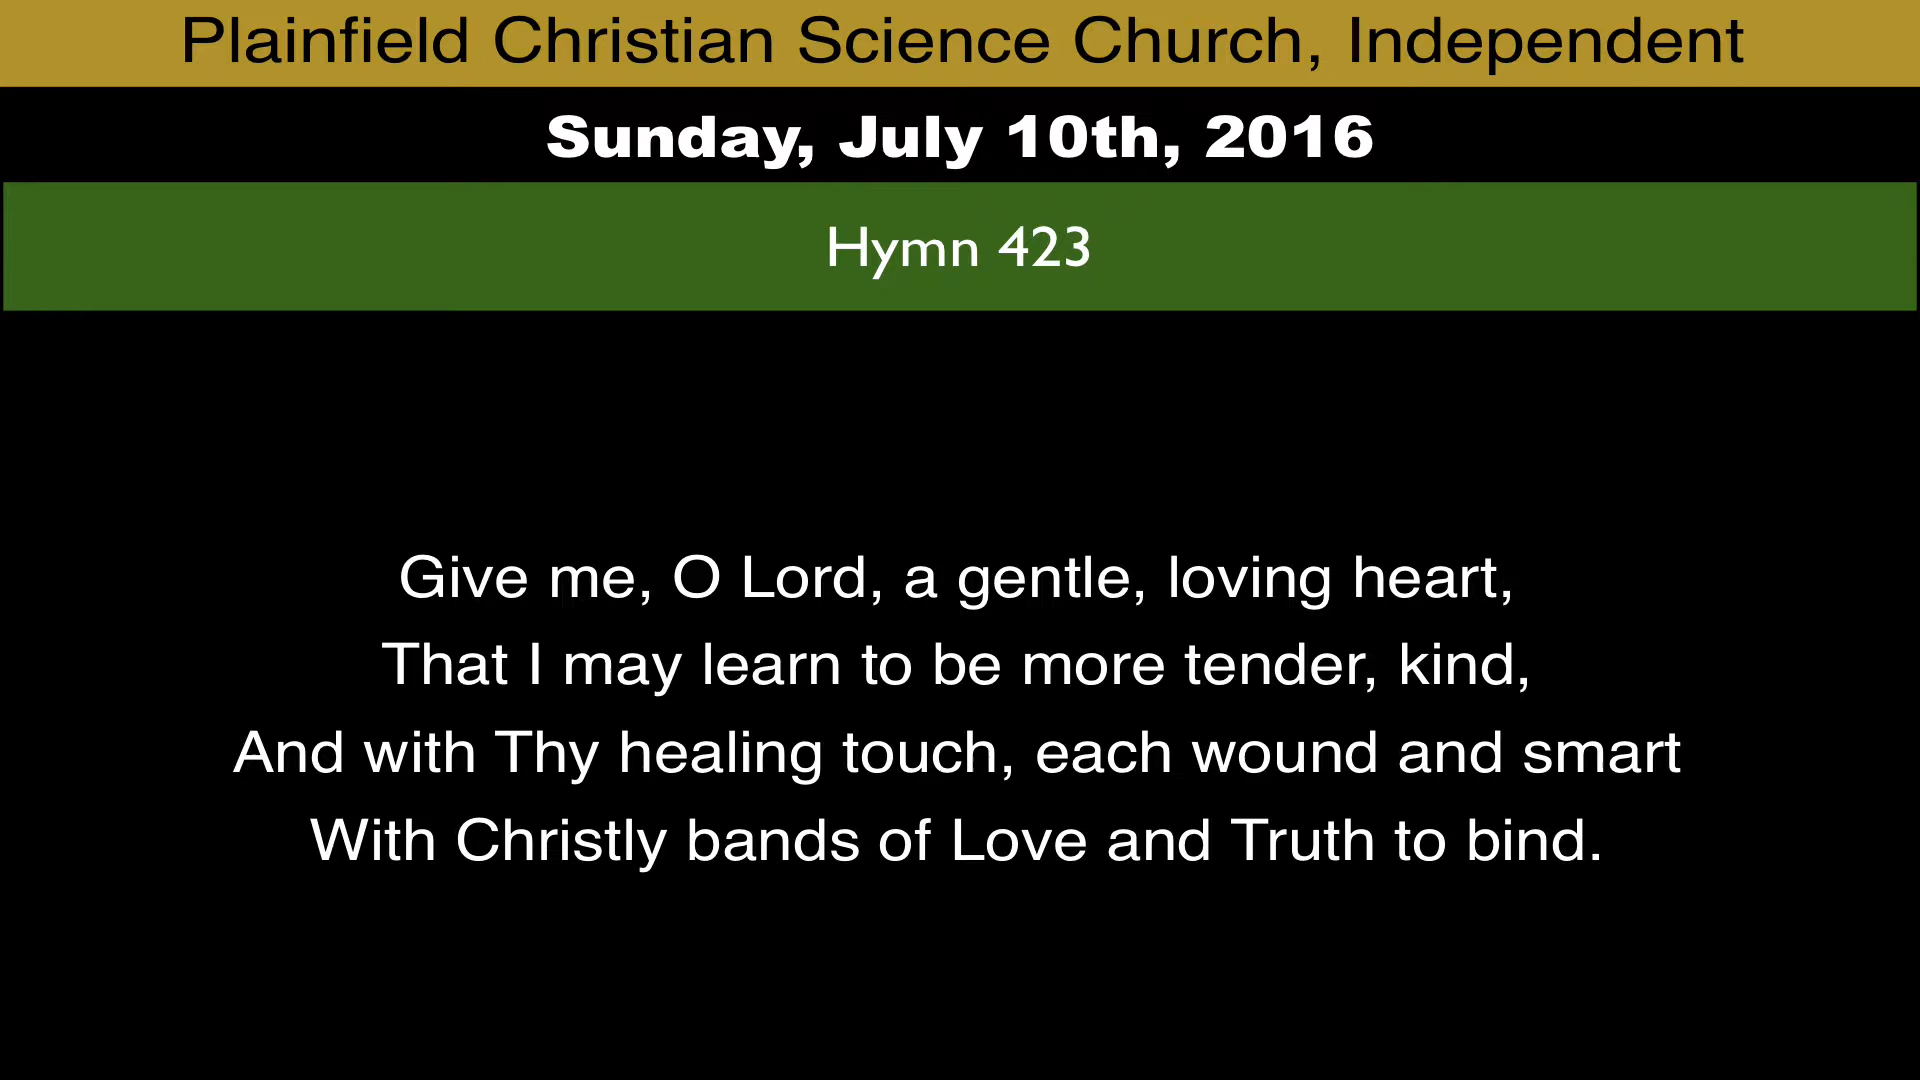 Plainfield Christian Science Church, Independent
Sunday, July 10th, 2016
Hymn 423
Give me, O Lord, a gentle, loving heart,
That I may learn to be more tender, kind,
And with Thy healing touch, each wound and smart
With Christly bands of Love and Truth to bind.